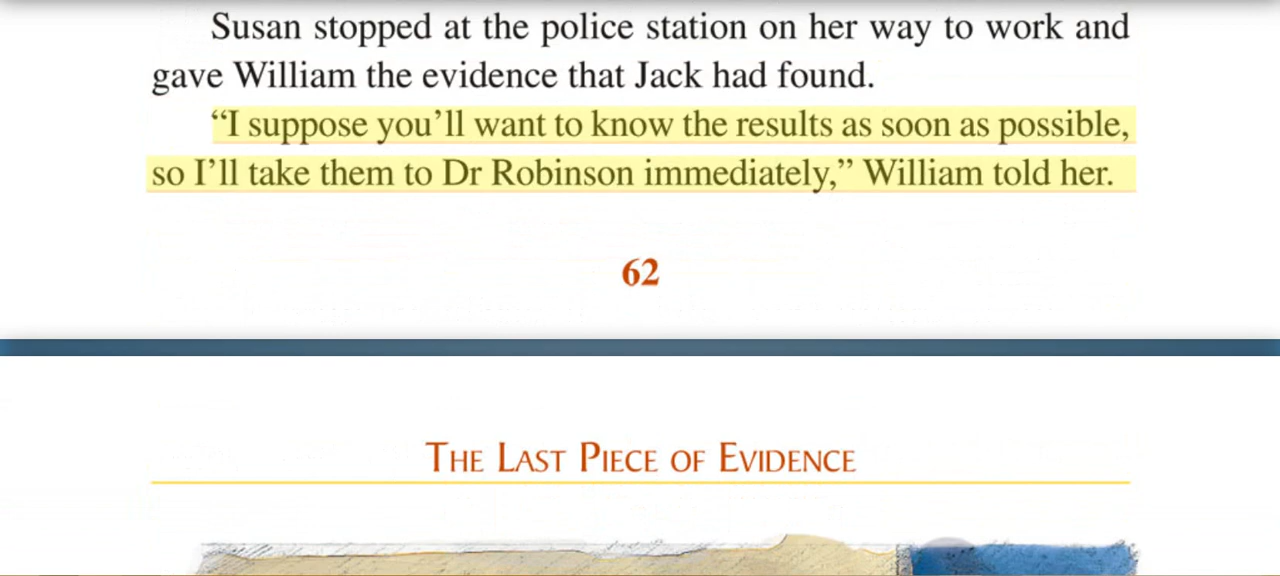 Susan stopped at the police station on her way to work and
gave William the evidence that Jack had found.
“I suppose you’ll want to know the results as soon as possible,
so I’ll take them to Dr Robinson immediately,” William told her.
62
The Last Piece of Evidence